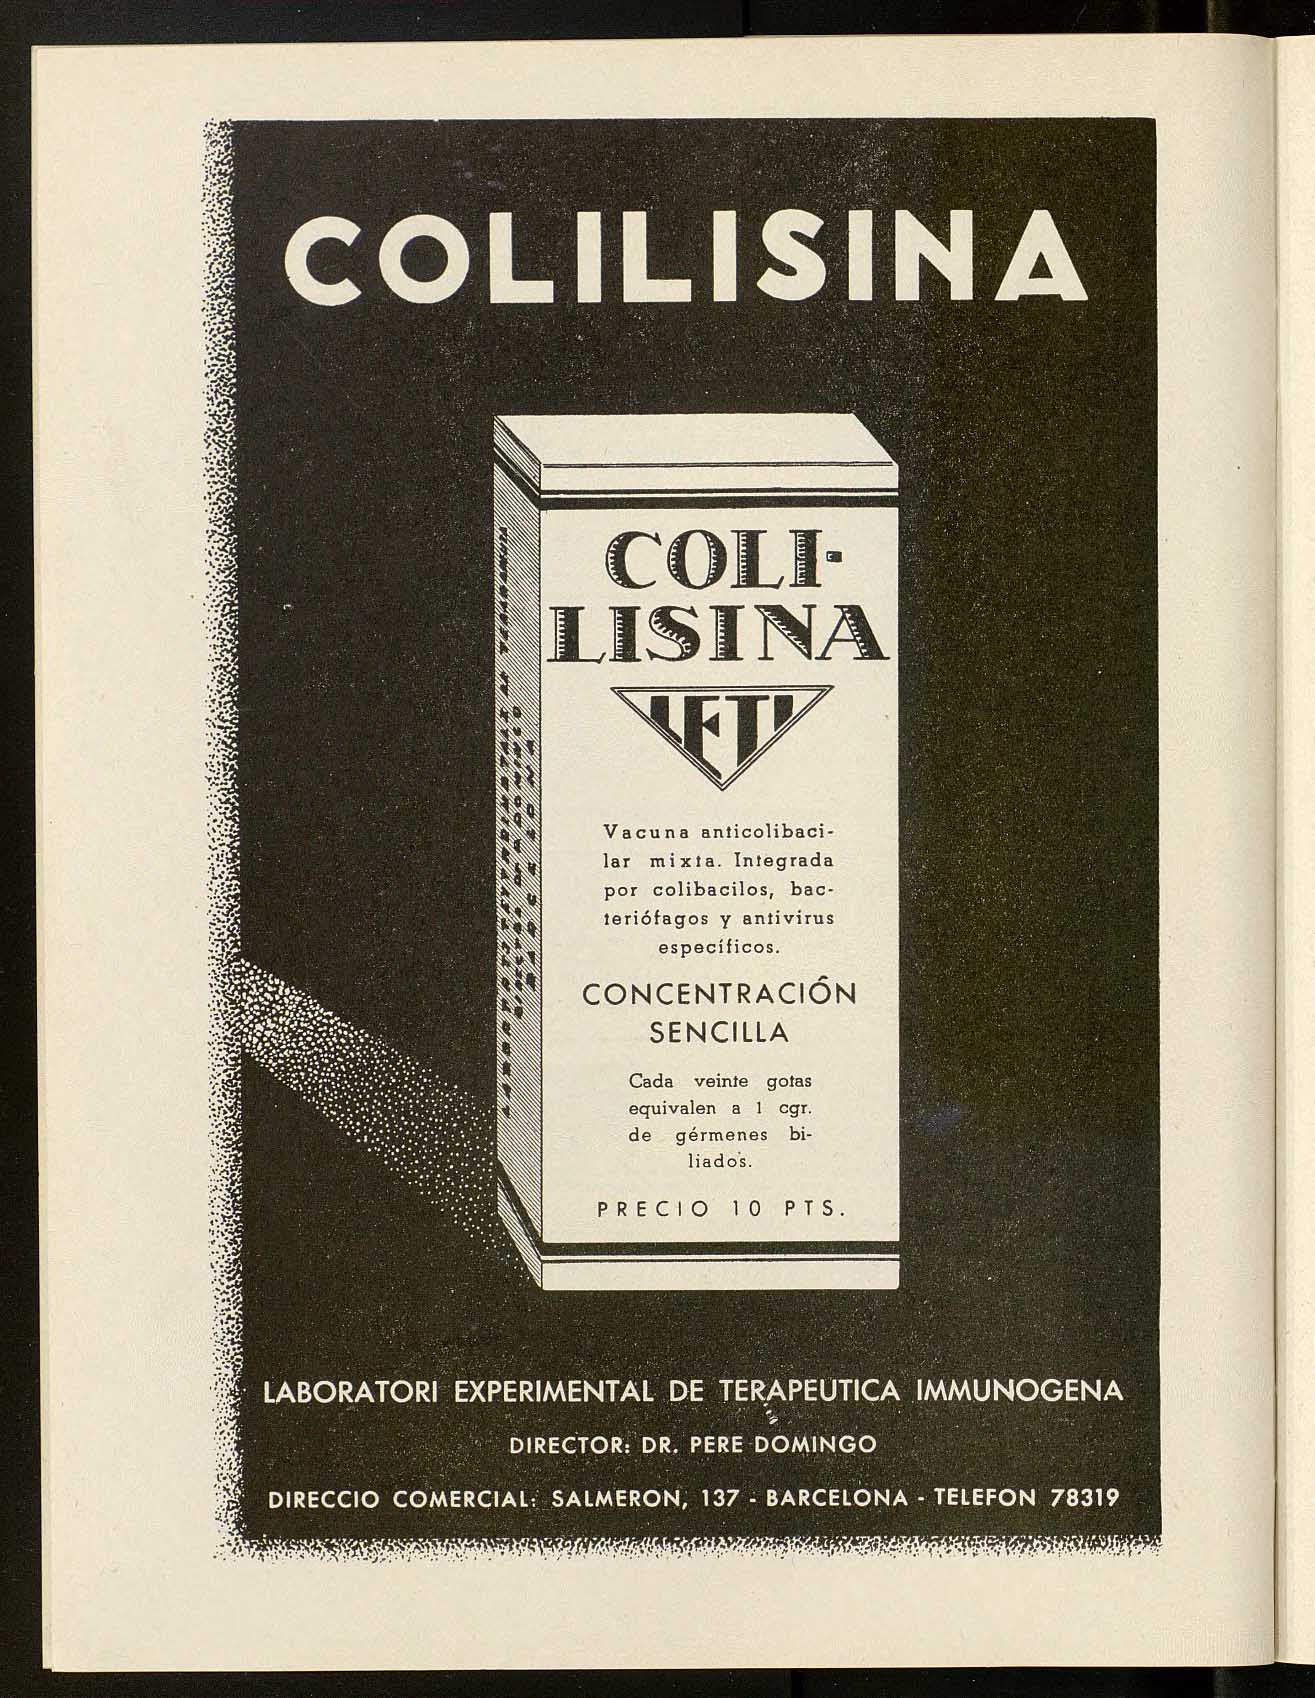 COLILISINA
COLI-
LISINA
LETI
Vacuna anticolibaci-
lar mixta. Integrada
por colibacilos, bac-
teriófagos y antivirus
específicos.
CONCENTRACIÓN
SENCILLA
Cada veinte gotas
equivalen a 1 cgr.
de gérmenes bi-
liados.
PRECIO 10 PTS.
LABORATORI EXPERIMENTAL DE TERAPEUTICA IMMUNOGENA
DIRECTOR: DR. PERE DOMINGO
DIRECCIO COMERCIAL: SALMERON, 137 - BARCELONA - TELEFON 78319